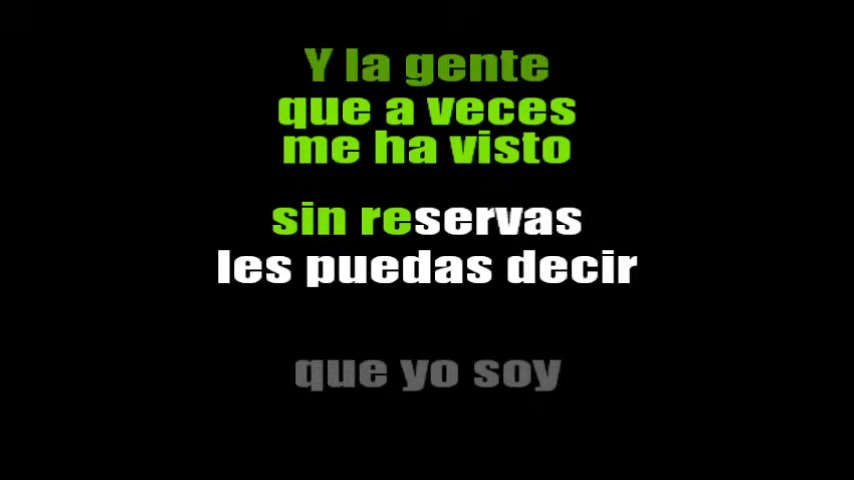 Y la gente
que a veces
me ha visto
sin reservas
les puedas decir
que yo soy